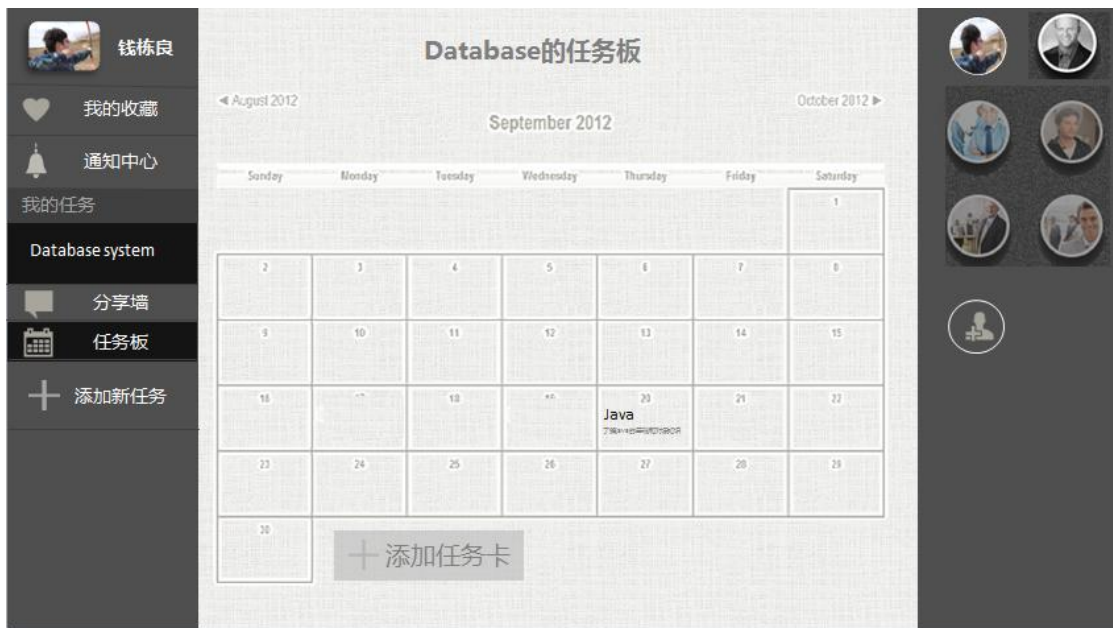 钱栋良
我的收藏
通知中心
我的任务
Database system
分享墙
任务板
添加新任务
Database的任务板
◀ August 2012
October 2012 ▶
September 2012
Sunday Monday Tuesday Wednesday Thursday Friday Saturday
1
2 3 4 5 6 7 8
9 10 11 12 13 14 15
16 18 20 21 22
Java
23 24 25 26 27 28 29
30
添加任务卡